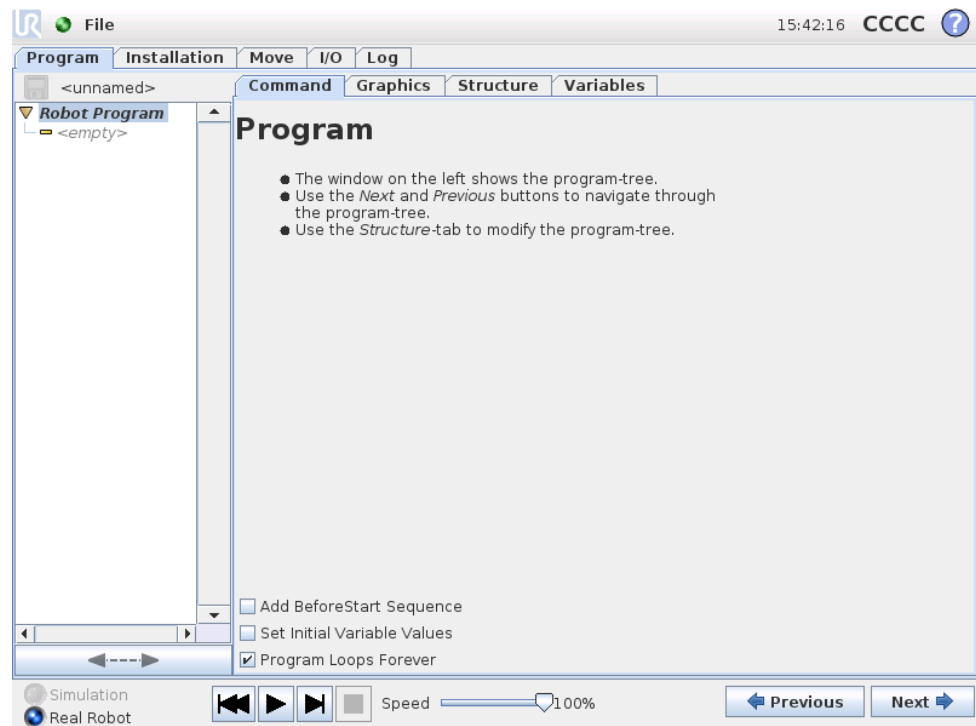 UR File 15:42:16 CCCC ?
Program Installation Move I/O Log
<unnamed> Command Graphics Structure Variables
Robot Program
<empty>
Program
The window on the left shows the program-tree.
Use the Next and Previous buttons to navigate through
the program-tree.
Use the Structure-tab to modify the program-tree.
Add BeforeStart Sequence
Set Initial Variable Values
Program Loops Forever
Simulation
Real Robot
Speed 100%
Previous Next